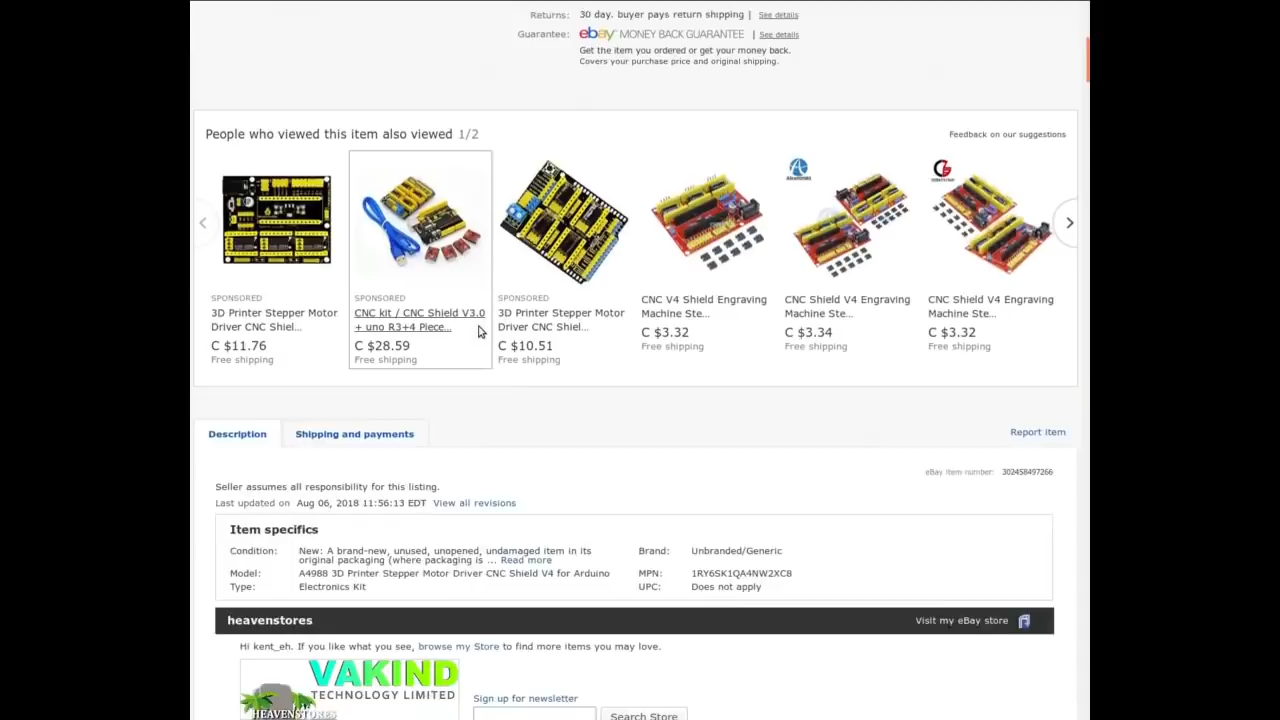 Returns: 30 day. buyer pays return shipping | See details
Guarantee: ebay MONEY BACK GUARANTEE | See details
Get the item you ordered or get your money back.
Covers your purchase price and original shipping.
People who viewed this item also viewed 1/2
Feedback on our suggestions
SPONSORED
3D Printer Stepper Motor
Driver CNC Shiel...
C $11.76
Free shipping
SPONSORED
CNC kit / CNC Shield V3.0
+ uno R3+4 Piece...
C $28.59
Free shipping
SPONSORED
3D Printer Stepper Motor
Driver CNC Shiel...
C $10.51
Free shipping
CNC V4 Shield Engraving
Machine Ste...
C $3.32
Free shipping
CNC Shield V4 Engraving
Machine Ste...
C $3.34
Free shipping
CNC Shield V4 Engraving
Machine Ste...
C $3.32
Free shipping
Description
Shipping and payments
Report item
eBay item number: 302458497266
Seller assumes all responsibility for this listing.
Last updated on Aug 06, 2018 11:56:13 EDT View all revisions
Item specifics
Condition: New: A brand-new, unused, unopened, undamaged item in its
original packaging (where packaging is ... Read more
Brand: Unbranded/Generic
Model: A4988 3D Printer Stepper Motor Driver CNC Shield V4 for Arduino
MPN: 1RY6SK1QA4NW2XC8
Type: Electronics Kit
UPC: Does not apply
heavenstores
Visit my eBay store
Hi kent_eh. If you like what you see, browse my Store to find more items you may love.
VAKIND
TECHNOLOGY LIMITED
HEAVENSTORES
Sign up for newsletter
Search Store